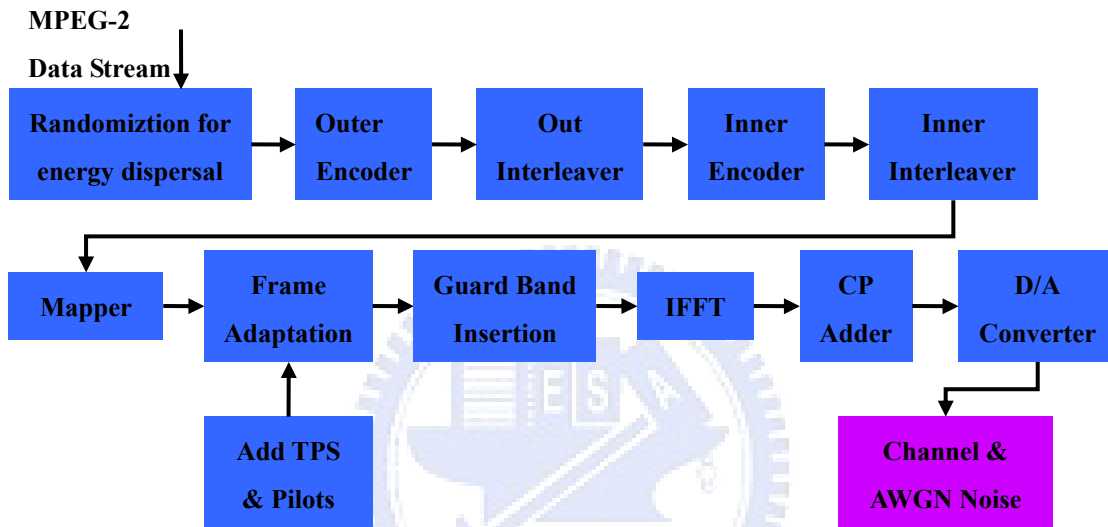 MPEG-2
Data Stream
Randomiztion for
energy dispersal
Outer
Encoder
Out
Interleaver
Inner
Encoder
Inner
Interleaver
Mapper
Frame
Adaptation
Guard Band
Insertion
IFFT
CP
Adder
D/A
Converter
Add TPS
& Pilots
Channel &
AWGN Noise
E S A